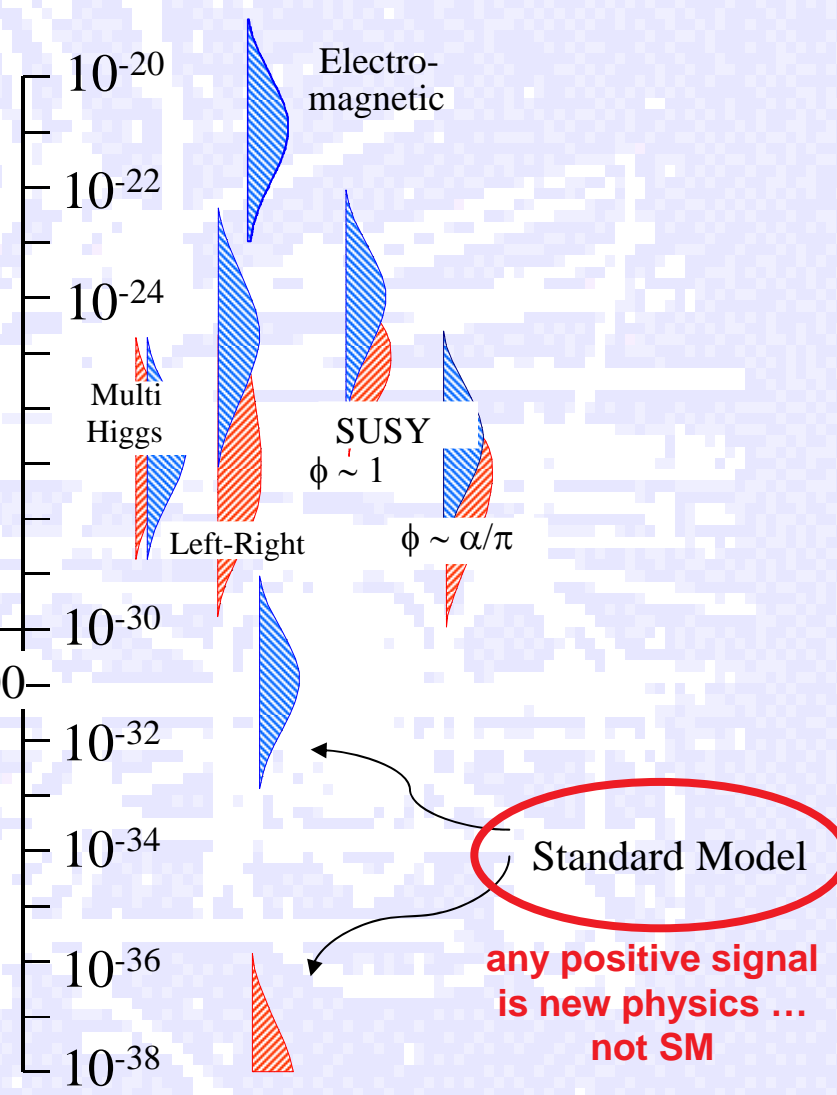 10⁻²⁰
Electro-
magnetic
10⁻²²
10⁻²⁴
Multi
Higgs
SUSY
ϕ ~ 1
Left-Right
ϕ ~ α/π
10⁻³⁰
0
10⁻³²
10⁻³⁴
Standard Model
10⁻³⁶
any positive signal
is new physics …
not SM
10⁻³⁸